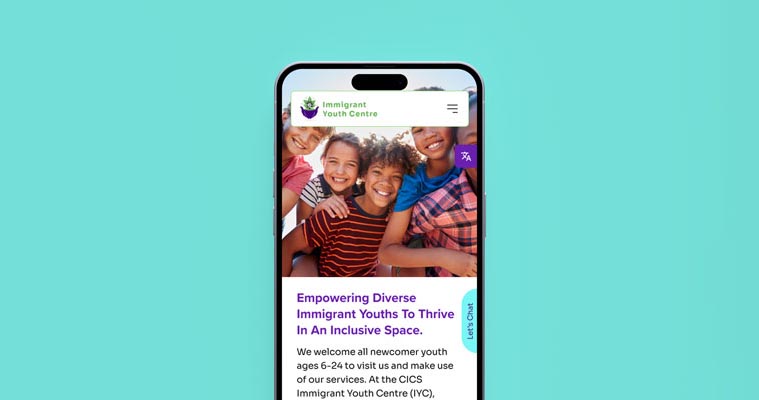 Immigrant
Youth Centre
Empowering Diverse
Immigrant Youths To Thrive
In An Inclusive Space.
Let's Chat
We welcome all newcomer youth
ages 6-24 to visit us and make use
of our services. At the CICS
Immigrant Youth Centre (IYC),